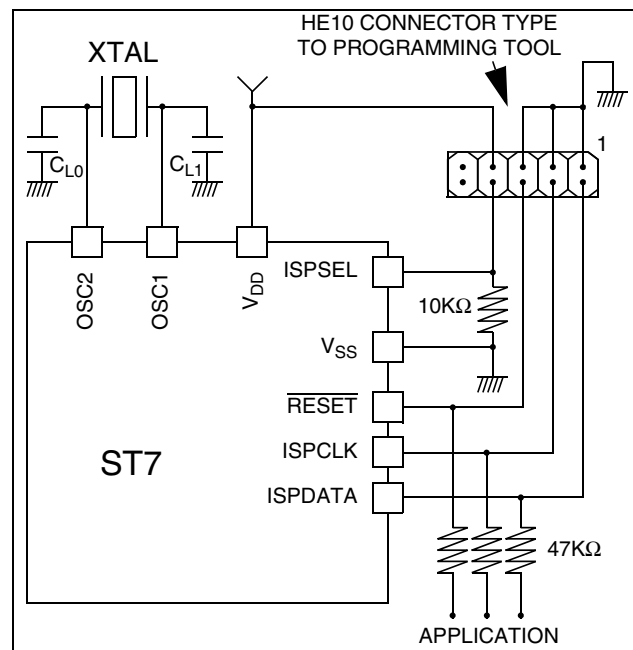 HE10 CONNECTOR TYPE
TO PROGRAMMING TOOL
XTAL
1
CL0
CL1
OSC2
OSC1
VDD
ISPSEL
10KΩ
VSS
RESET
ISPCLK
ST7
ISPDATA
47KΩ
APPLICATION